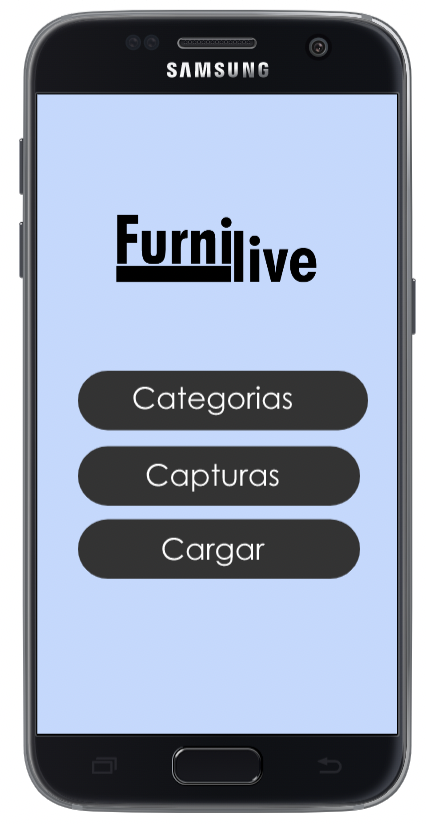 SAMSUNG
Furnilive
Categorias
Capturas
Cargar